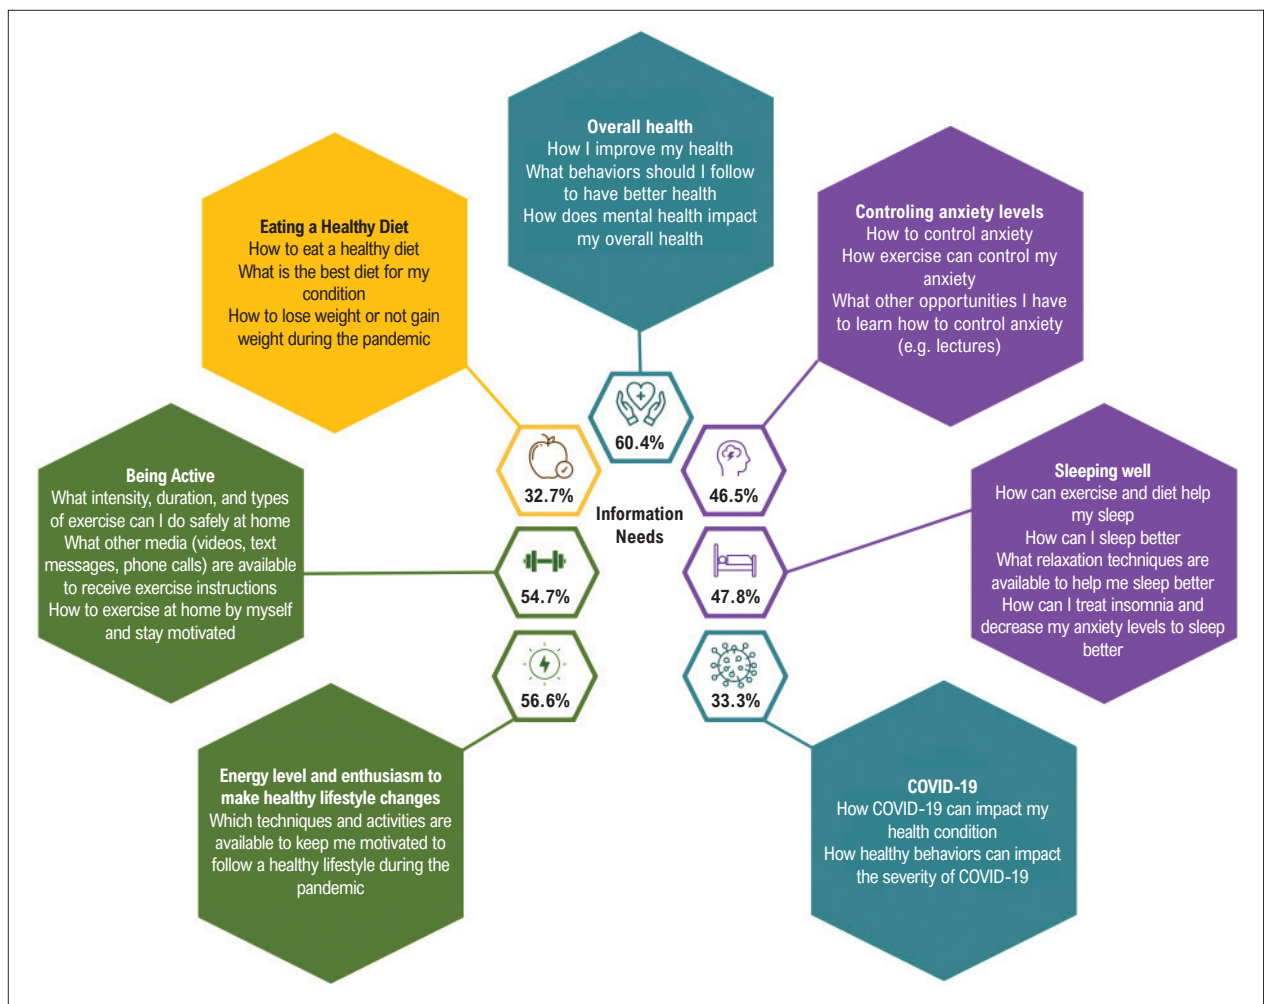 Overall health
How I improve my health
What behaviors should I follow
to have better health
How does mental health impact
my overall health
Eating a Healthy Diet
How to eat a healthy diet
What is the best diet for my
condition
How to lose weight or not gain
weight during the pandemic
Controling anxiety levels
How to control anxiety
How exercise can control my
anxiety
What other opportunities I have
to learn how to control anxiety
(e.g. lectures)
60.4%
32.7%
46.5%
Information
Needs
Being Active
What intensity, duration, and types
of exercise can I do safely at home
What other media (videos, text
messages, phone calls) are available
to receive exercise instructions
How to exercise at home by myself
and stay motivated
54.7%
47.8%
Sleeping well
How can exercise and diet help
my sleep
How can I sleep better
What relaxation techniques are
available to help me sleep better
How can I treat insomnia and
decrease my anxiety levels to sleep
better
56.6%
33.3%
Energy level and enthusiasm to
make healthy lifestyle changes
Which techniques and activities are
available to keep me motivated to
follow a healthy lifestyle during the
pandemic
COVID-19
How COVID-19 can impact my
health condition
How healthy behaviors can impact
the severity of COVID-19